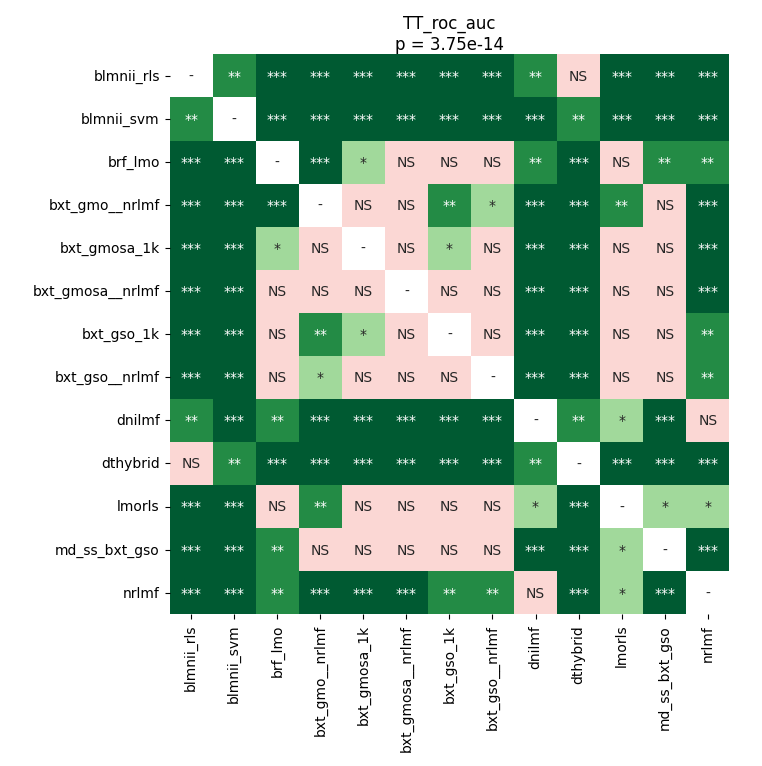 TT_roc_auc
p = 3.75e-14
blmnii_rls - ** *** *** *** *** *** *** ** NS *** *** ***
blmnii_svm ** - *** *** *** *** *** *** *** ** *** *** ***
brf_lmo *** *** - *** * NS NS NS ** *** NS ** **
bxt_gmo__nrlmf *** *** *** - NS NS ** * *** *** ** NS ***
bxt_gmosa_1k *** *** * NS - NS * NS *** *** NS NS ***
bxt_gmosa__nrlmf *** *** NS NS NS - NS NS *** *** NS NS ***
bxt_gso_1k *** *** NS ** * NS - NS *** *** NS NS **
bxt_gso__nrlmf *** *** NS * NS NS NS - *** *** NS NS **
dnilmf ** *** ** *** *** *** *** *** - ** * *** NS
dthybrid NS ** *** *** *** *** *** *** ** - *** *** ***
lmorls *** *** NS ** NS NS NS NS * *** - * *
md_ss_bxt_gso *** *** ** NS NS NS NS NS *** *** * - ***
nrlmf *** *** ** *** *** *** ** ** NS *** * *** -
blmnii_rls
blmnii_svm
brf_lmo
bxt_gmo__nrlmf
bxt_gmosa_1k
bxt_gmosa__nrlmf
bxt_gso_1k
bxt_gso__nrlmf
dnilmf
dthybrid
lmorls
md_ss_bxt_gso
nrlmf